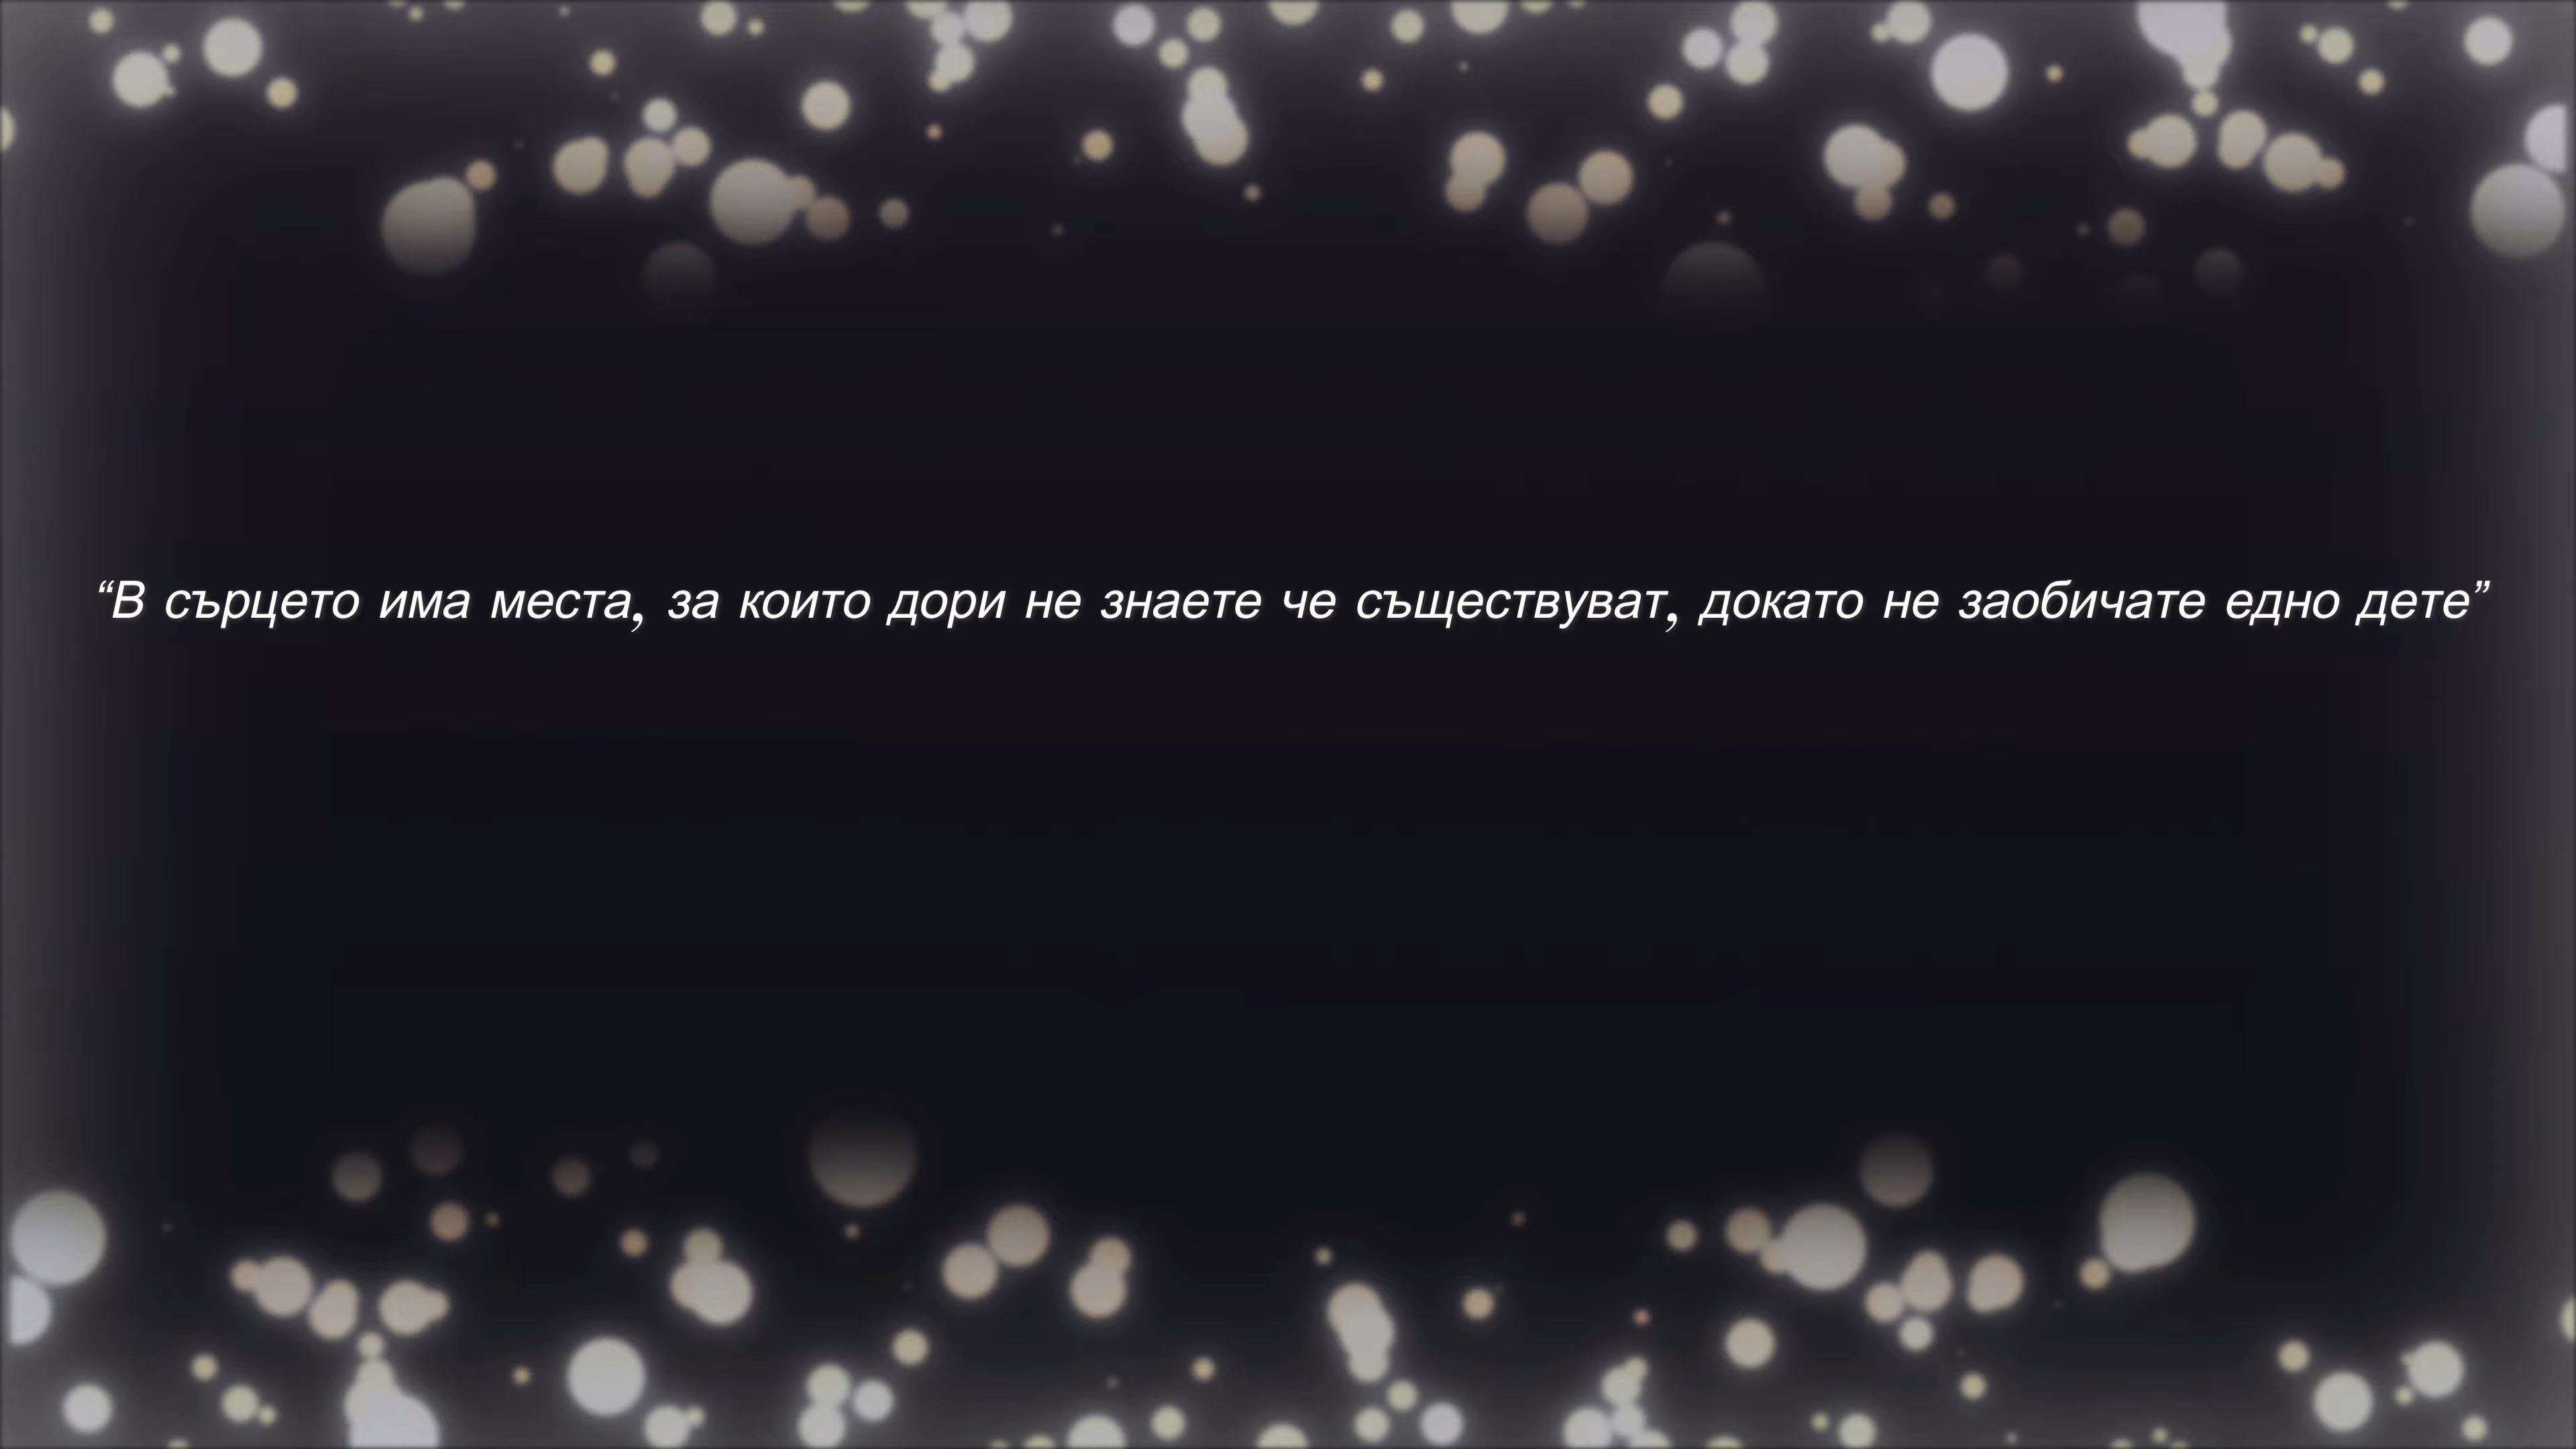 “В сърцето има места, за които дори не знаете че съществуват, докато не заобичате едно дете”